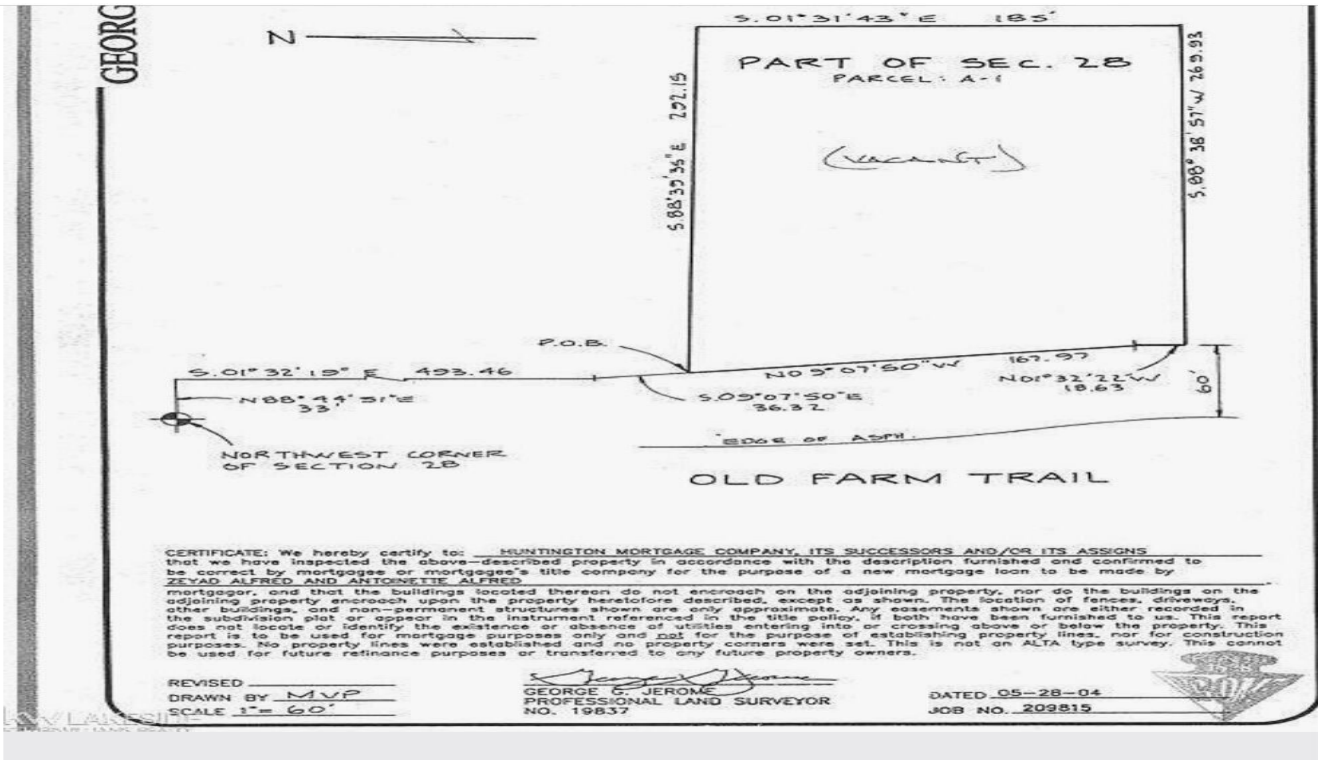 GEORG
N
S.01°31'43"E 185'
PART OF SEC. 28
PARCEL: A-1
(VACANT)
S.88°39'36"E 292.15
S.88°38'57"W 269.93
P.O.B.
S.01°32'19"E 493.46
N88°44'51"E
33'
S.09°07'50"E
36.32
N09°07'50"W 167.97
N01°32'22"W
18.63
60'
NORTHWEST CORNER
OF SECTION 28
EDGE OF ASPH.
OLD FARM TRAIL
CERTIFICATE: We hereby certify to: HUNTINGTON MORTGAGE COMPANY, ITS SUCCESSORS AND/OR ITS ASSIGNS
that we have inspected the above-described property in accordance with the description furnished and confirmed to
be correct by mortgagee or mortgagee's title company for the purpose of a new mortgage loan to be made by
ZEYAD ALFRED AND ANTOINETTE ALFRED
mortgagor, and that the buildings located thereon do not encroach on the adjoining property, nor do the buildings on the
adjoining property encroach upon the property heretofore described, except as shown. The location of fences, driveways,
other buildings, and non-permanent structures shown are only approximate. Any easements shown are either recorded in
the subdivision plat or appear in the instrument referenced in the title policy, if both have been furnished to us. This report
does not locate or identify the existence or absence of utilities entering into or crossing above or below the property. This
report is to be used for mortgage purposes only and not for the purpose of establishing property lines, nor for construction
purposes. No property lines were established and no property corners were set. This is not an ALTA type survey. This cannot
be used for future refinance purposes or transferred to any future property owners.
REVISED
DRAWN BY MVP
SCALE 1"= 60'
GEORGE G. JEROME
PROFESSIONAL LAND SURVEYOR
NO. 19837
DATED 05-28-04
JOB NO. 209815
KW LAKESIDE